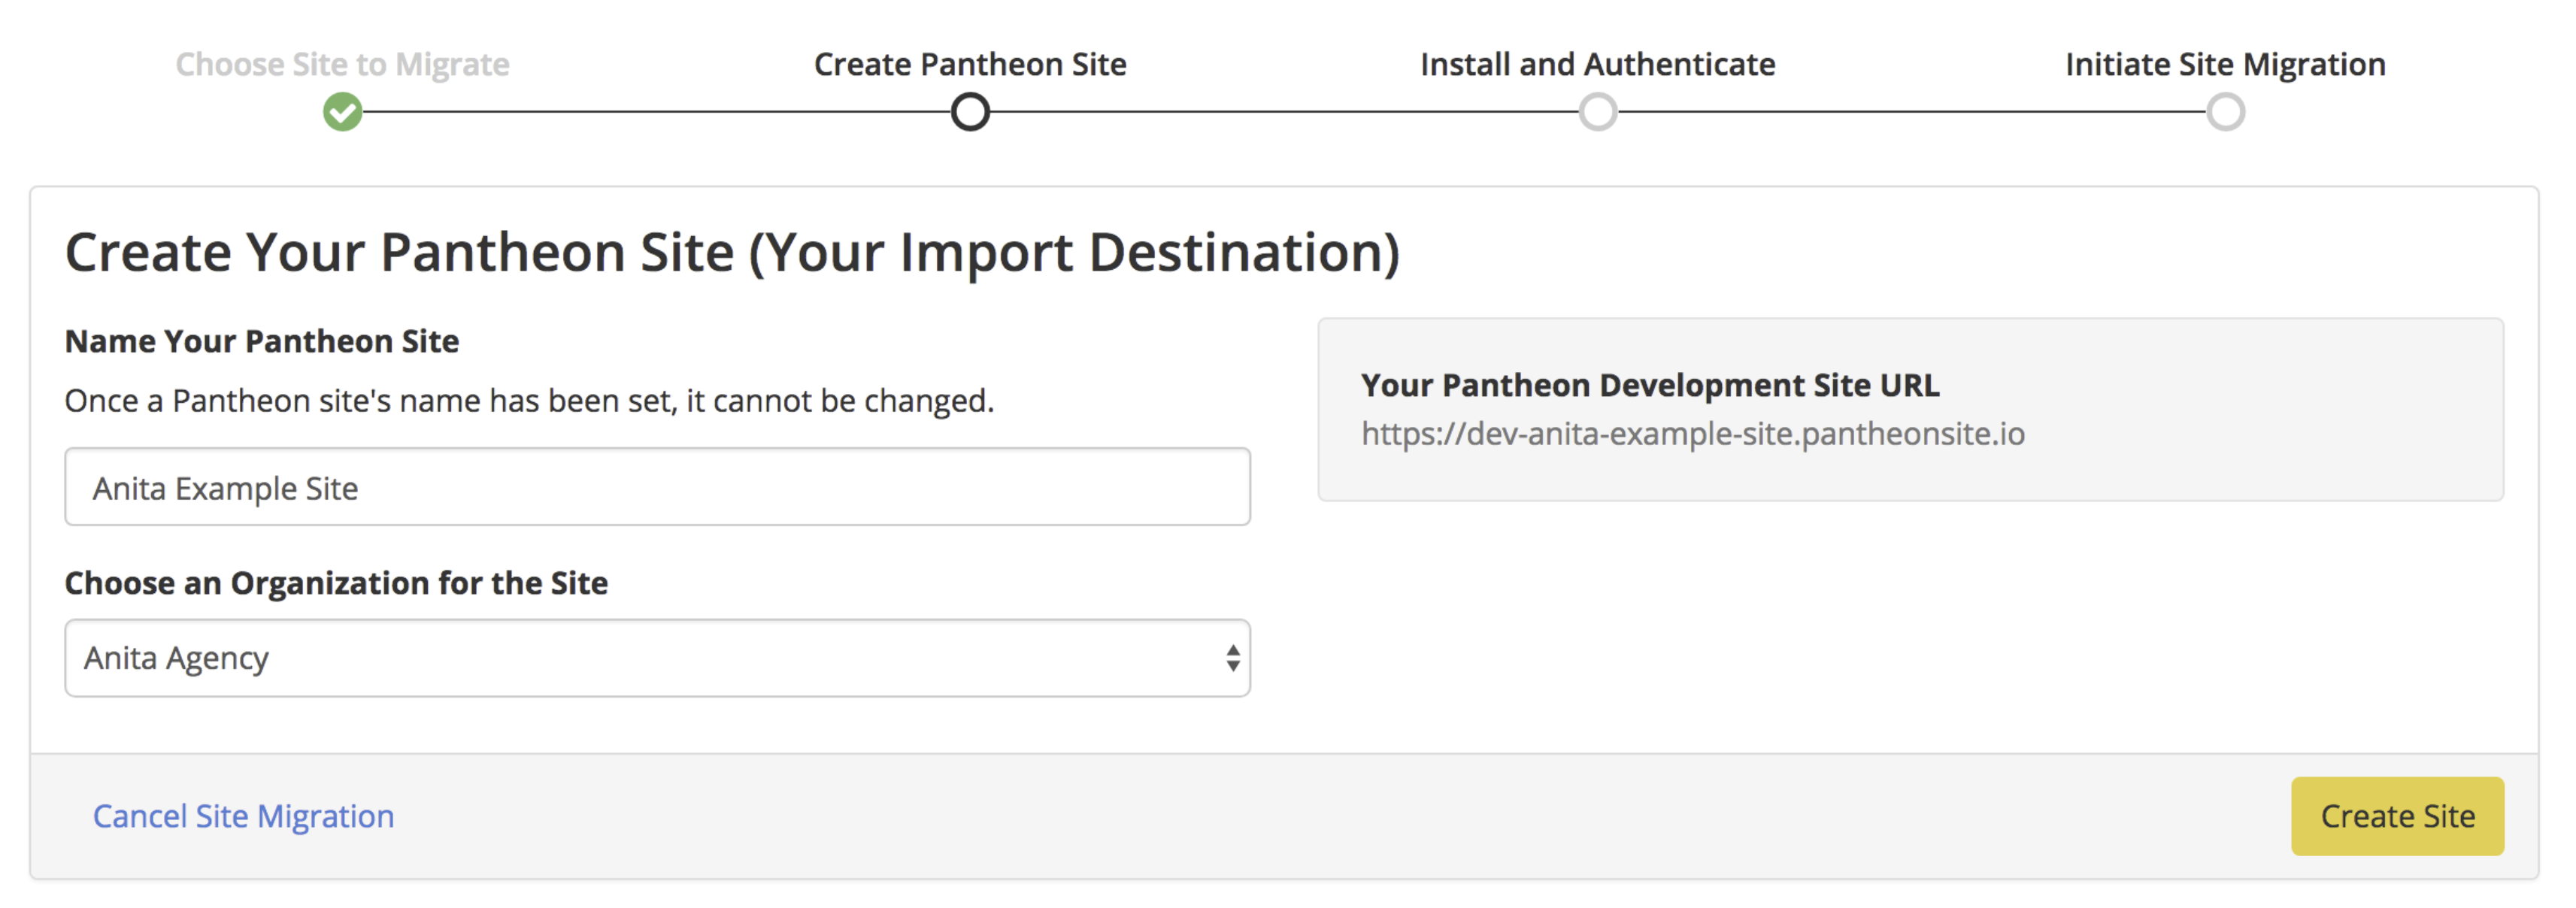 Choose Site to Migrate
Create Pantheon Site
Install and Authenticate
Initiate Site Migration
Create Your Pantheon Site (Your Import Destination)
Name Your Pantheon Site
Once a Pantheon site's name has been set, it cannot be changed.
Anita Example Site
Choose an Organization for the Site
Anita Agency
Your Pantheon Development Site URL
https://dev-anita-example-site.pantheonsite.io
Cancel Site Migration
Create Site